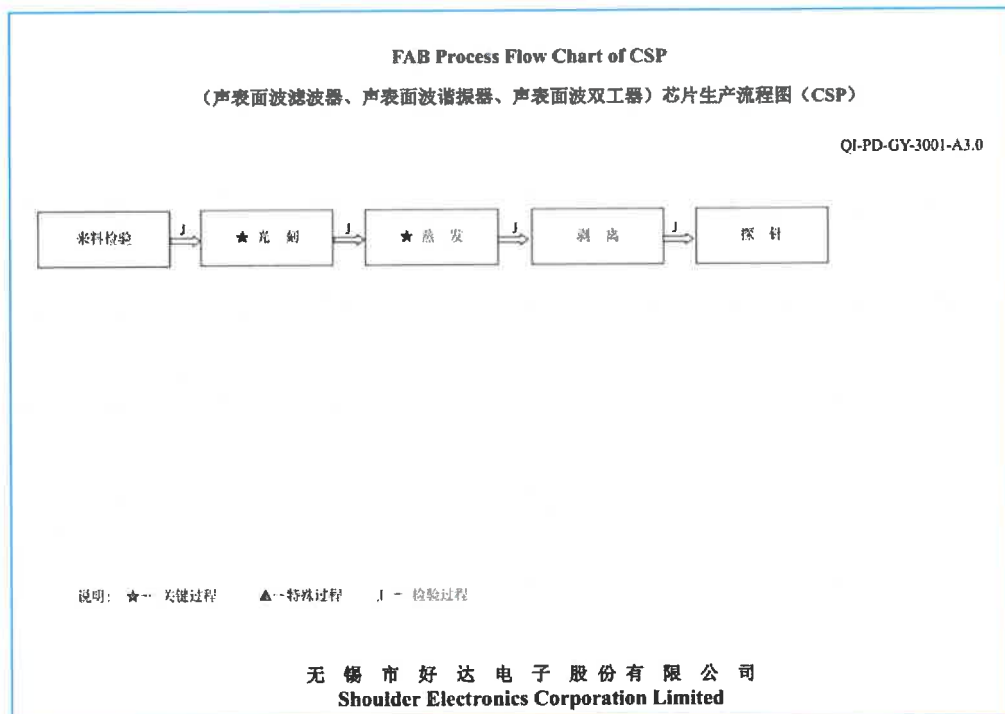 FAB Process Flow Chart of CSP
（声表面波滤波器、声表面波谐振器、声表面波双工器）芯片生产流程图（CSP）
QI-PD-GY-3001-A3.0
来料检验 J ★光 刻 J ★蒸 发 J 剥 离 J 探 针
说明: ★-- 关键过程 ▲--特殊过程 J - 检验过程
无 锡 市 好 达 电 子 股 份 有 限 公 司
Shoulder Electronics Corporation Limited